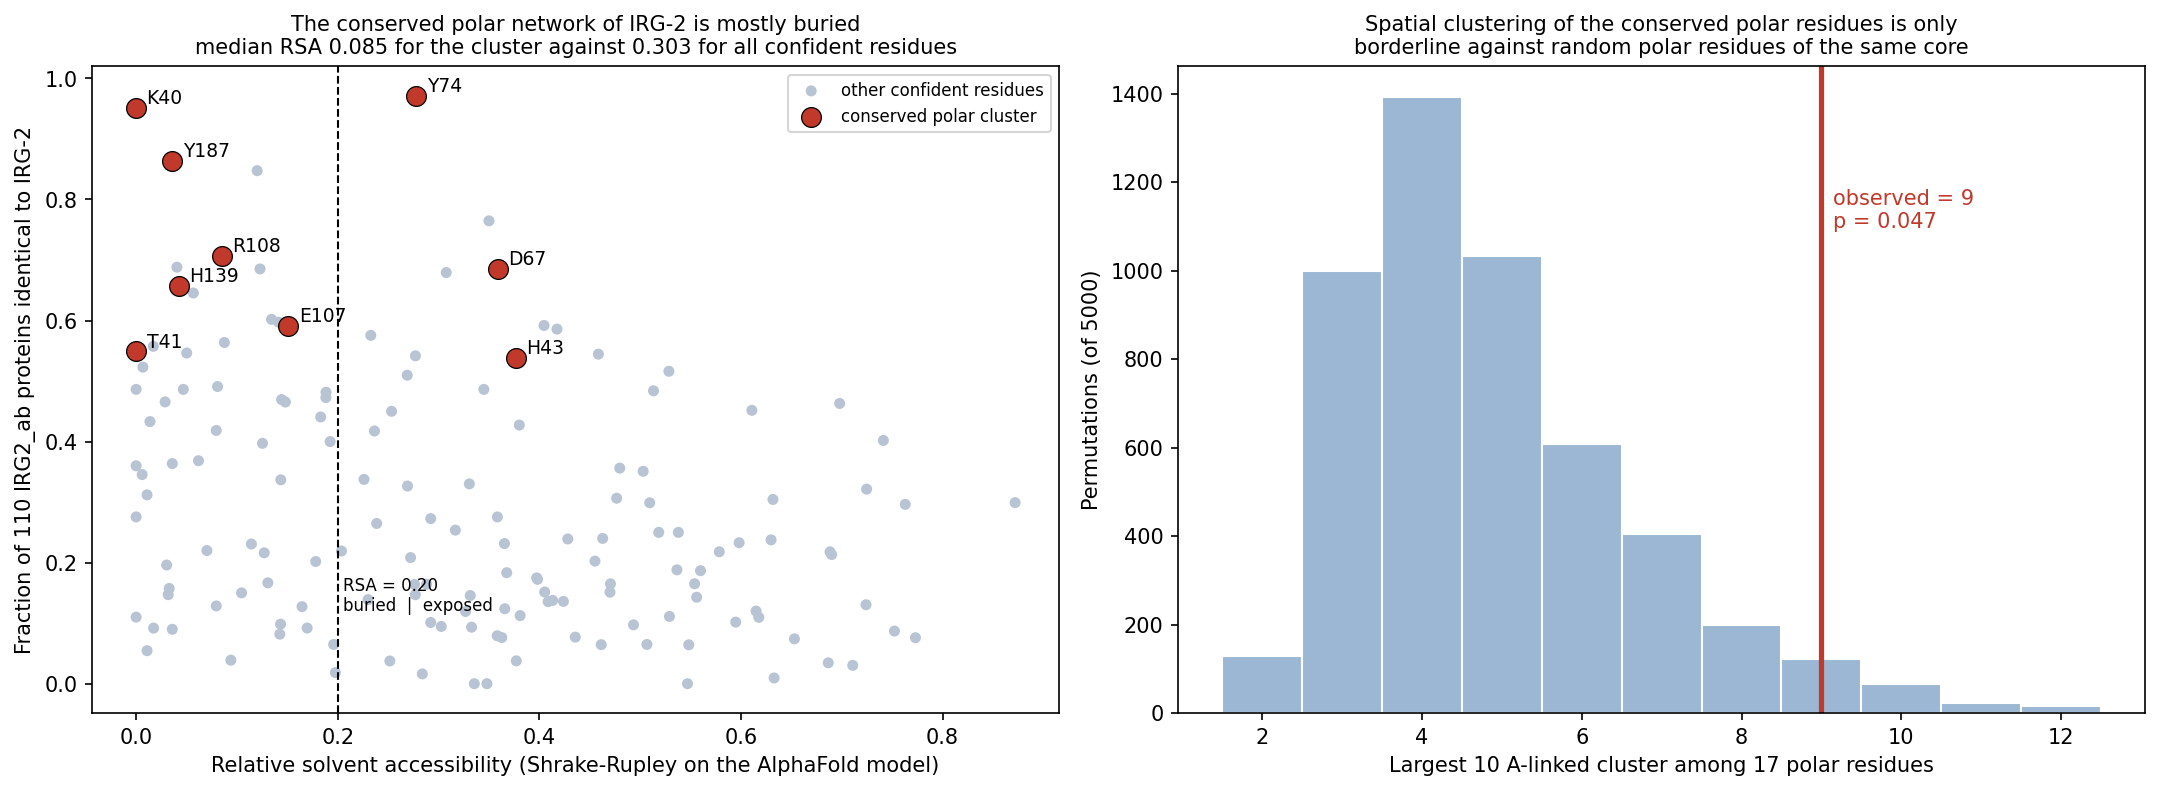 The conserved polar network of IRG-2 is mostly buried
median RSA 0.085 for the cluster against 0.303 for all confident residues
Fraction of 110 IRG2_ab proteins identical to IRG-2
1.0
0.8
0.6
0.4
0.2
0.0
K40
Y74
Y187
R108
H139
D67
E107
T41
H43
other confident residues
conserved polar cluster
RSA = 0.20
buried | exposed
0.0
0.2
0.4
0.6
0.8
Relative solvent accessibility (Shrake-Rupley on the AlphaFold model)
Spatial clustering of the conserved polar residues is only
borderline against random polar residues of the same core
Permutations (of 5000)
1400
1200
1000
800
600
400
200
0
observed = 9
p = 0.047
2
4
6
8
10
12
Largest 10 A-linked cluster among 17 polar residues